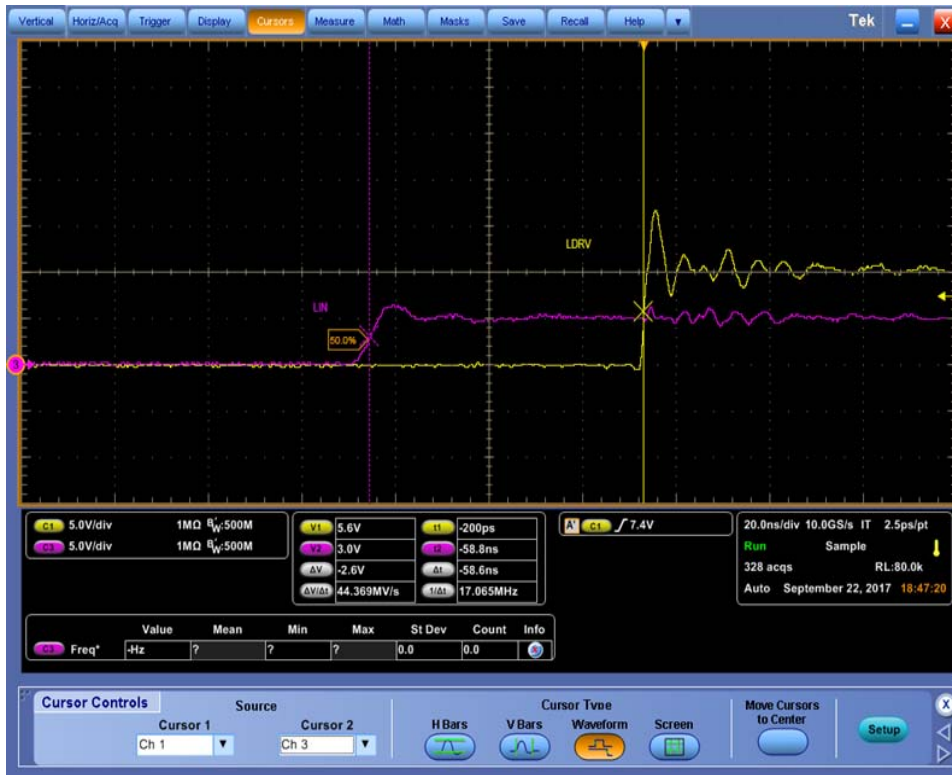 Vertical Horiz/Acq Trigger Display Cursors Measure Math Masks Save Recall Help Tek X
LDRV
LIN
50.0%
3
C1 5.0V/div 1MΩ BW:500M
C3 5.0V/div 1MΩ BW:500M
V1 5.6V t1 -200ps
V2 3.0V t2 -58.8ns
ΔV -2.6V Δt -58.6ns
ΔV/Δt 44.369MV/s 1/Δt 17.065MHz
A' C1 7.4V
20.0ns/div 10.0GS/s IT 2.5ps/pt
Run Sample
328 acqs RL:80.0k
Auto September 22, 2017 18:47:20
Value Mean Min Max St Dev Count Info
C3 Freq* -Hz ? ? ? 0.0 0.0
Cursor Controls
Source
Cursor 1 Cursor 2
Ch 1 Ch 3
Cursor Type
H Bars V Bars Waveform Screen
Move Cursors
to Center
Setup
X